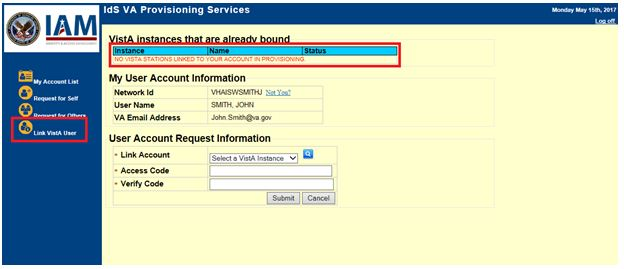 IdS VA Provisioning Services
Monday May 15th, 2017
Log off
IAM
My Account List
Request for Self
Request for Others
Link VistA User
VistA instances that are already bound
Instance Name Status
NO VISTA STATIONS LINKED TO YOUR ACCOUNT IN PROVISIONING.
My User Account Information
Network Id VHAISWSMITHJ Not You?
User Name SMITH, JOHN
VA Email Address John.Smith@va.gov
User Account Request Information
* Link Account Select a VistA Instance
* Access Code
* Verify Code
Submit Cancel